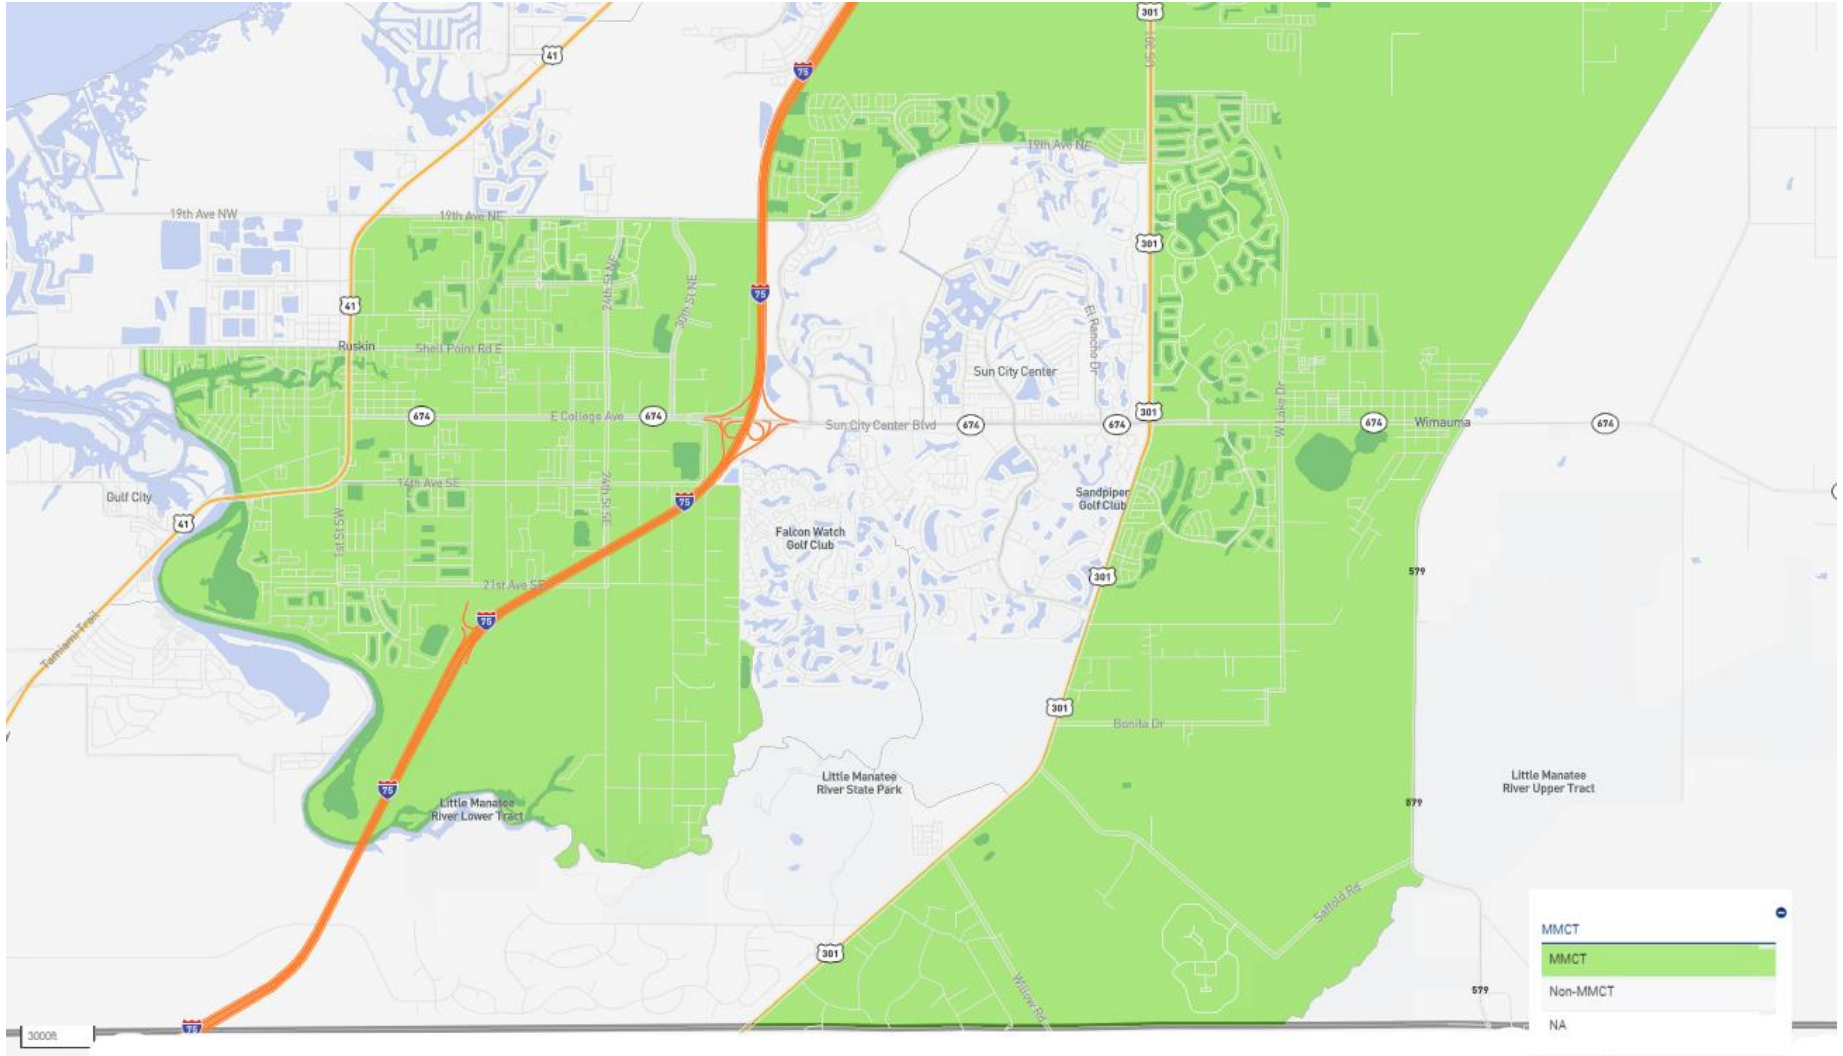 301
41
US 301
75
19th Ave NE
19th Ave NW
19th Ave NE
301
24th St NE
75
30th St NE
41
El Rancho Dr
Ruskin
Shell Point Rd E
Sun City Center
W Lake Dr
301
674
E College Ave
674
Sun City Center Blvd
674
674
674
Wimauma
674
14th Ave SE
Gulf City
24th St SE
75
Sandpiper
Golf Club
41
1st St SW
Falcon Watch
Golf Club
301
579
21st Ave SE
75
Tamiami Trail
301
Bonita Dr
Little Manatee
River State Park
Little Manatee
River Upper Tract
75
Little Manatee
River Lower Tract
579
Saffold Rd
301
Willow Rd
579
75
3000ft
MMCT
MMCT
Non-MMCT
NA